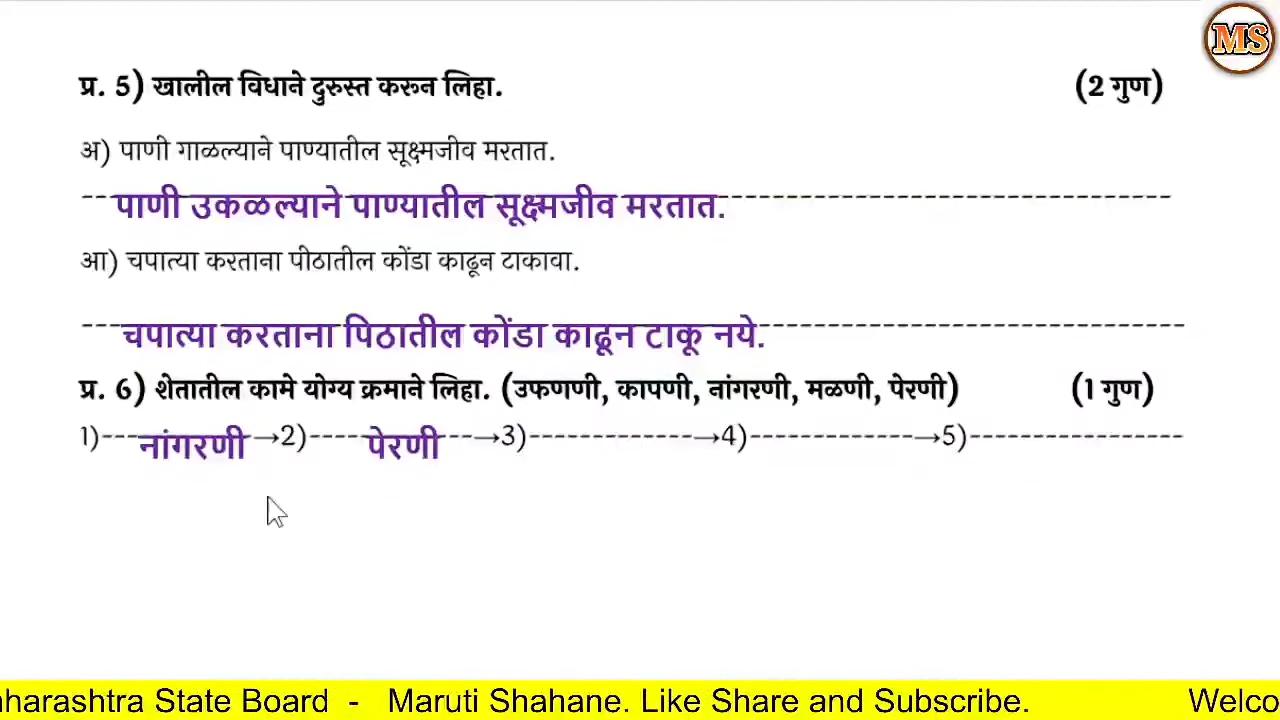 MS
प्र. 5) खालील विधाने दुरुस्त करून लिहा. (2 गुण)
अ) पाणी गाळल्याने पाण्यातील सूक्ष्मजीव मरतात.
पाणी उकळल्याने पाण्यातील सूक्ष्मजीव मरतात.
आ) चपात्या करताना पीठातील कोंडा काढून टाकावा.
चपात्या करताना पिठातील कोंडा काढून टाकू नये.
प्र. 6) शेतातील कामे योग्य क्रमाने लिहा. (उफणणी, कापणी, नांगरणी, मळणी, पेरणी) (1 गुण)
1)--- नांगरणी →2)----- पेरणी ---→3)--------------→4)--------------→5)------------------
aharashtra State Board - Maruti Shahane. Like Share and Subscribe. Welco